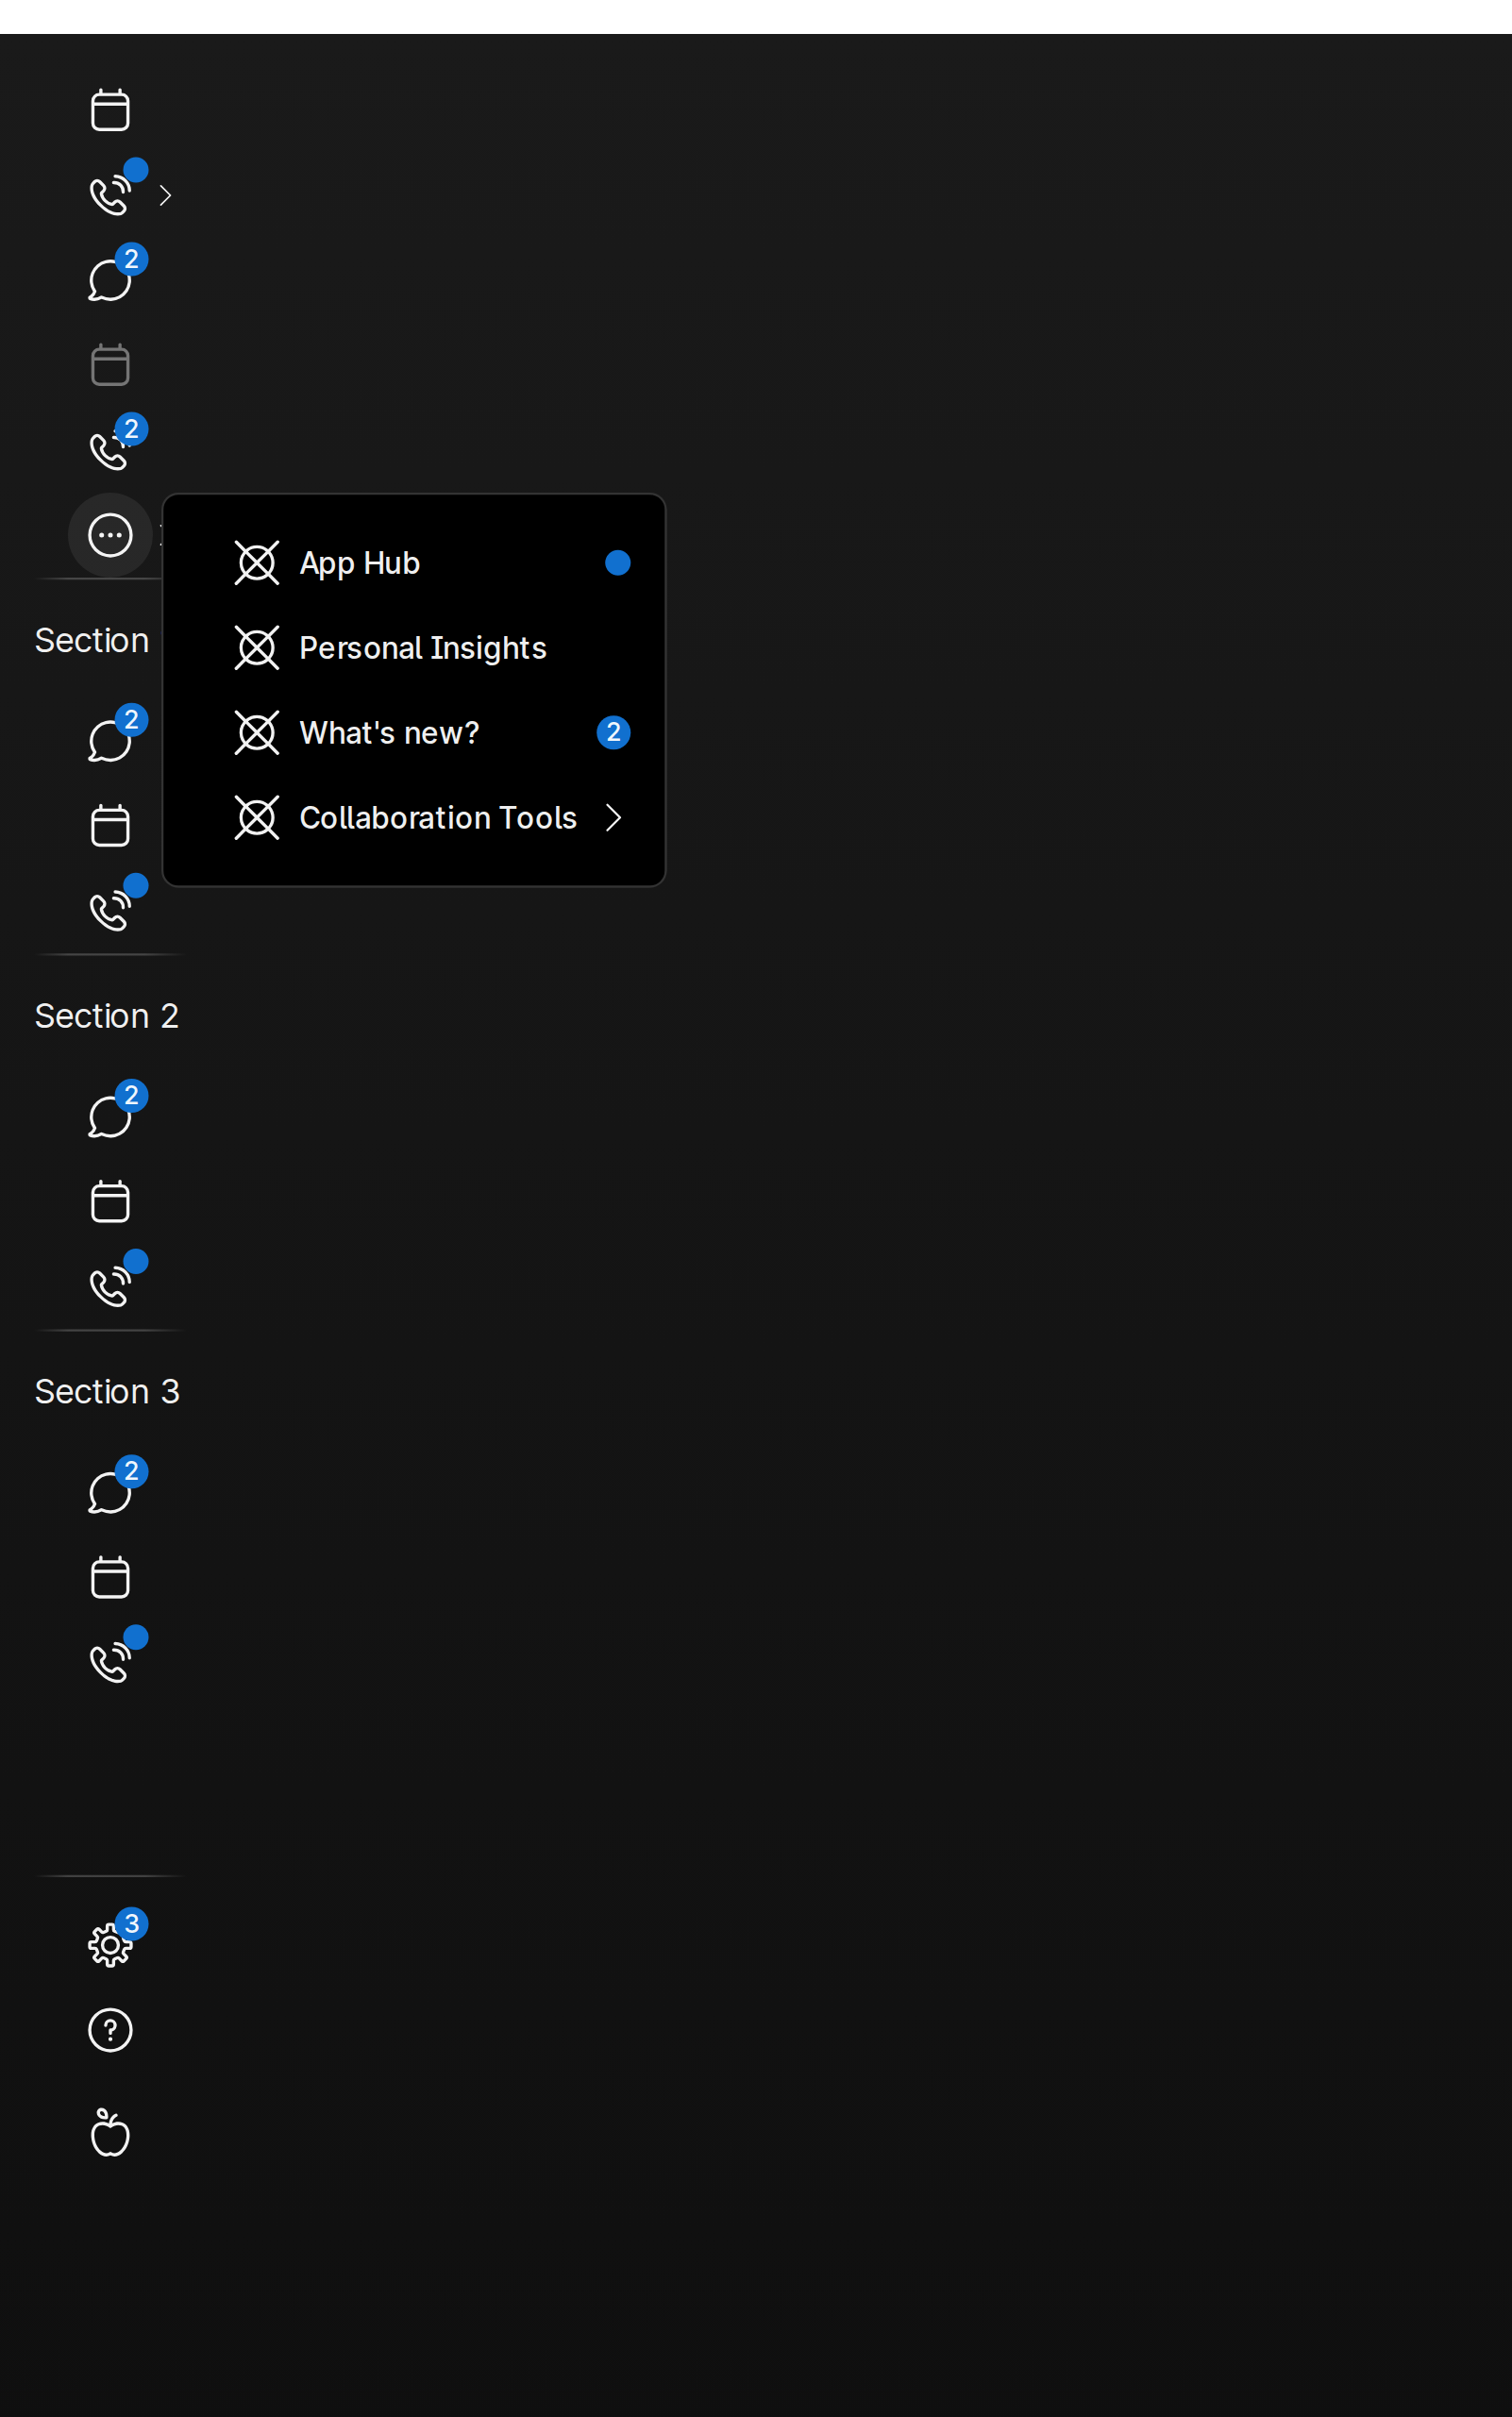 2
2
App Hub
Personal Insights
What's new? 2
Collaboration Tools
Section
2
Section 2
2
Section 3
2
3